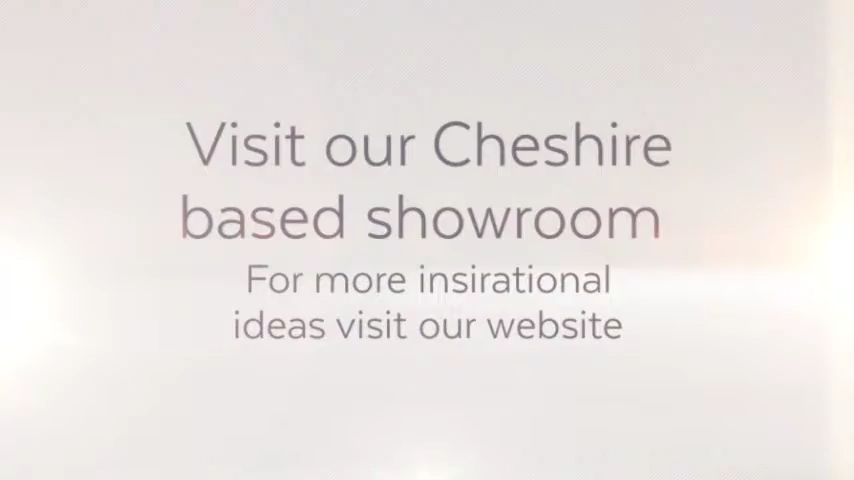 Visit our Cheshire
based showroom
For more insirational
ideas visit our website